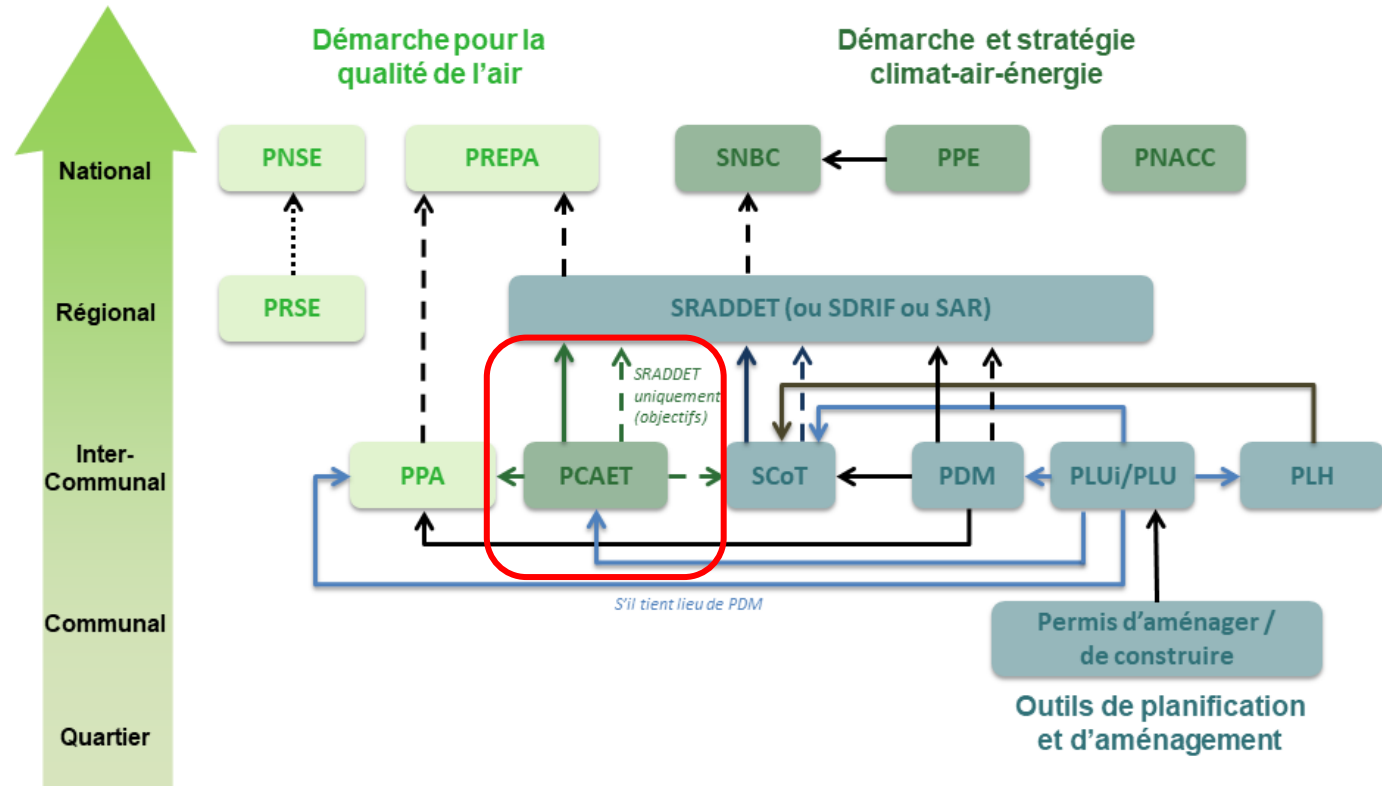 Démarche pour la
qualité de l'air
Démarche et stratégie
climat-air-énergie
National
PNSE
PREPA
SNBC
PPE
PNACC
Régional
PRSE
SRADDET (ou SDRIF ou SAR)
SRADDET
uniquement
(objectifs)
Inter-
Communal
PPA
PCAET
SCoT
PDM
PLUi/PLU
PLH
S'il tient lieu de PDM
Communal
Permis d'aménager /
de construire
Quartier
Outils de planification
et d'aménagement